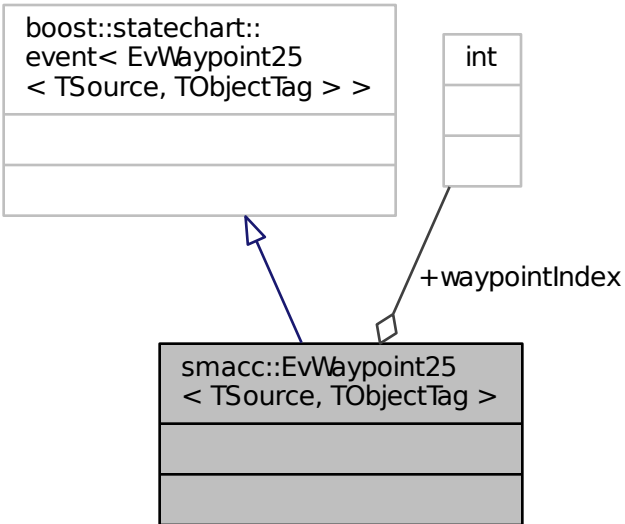 boost::statechart::
event< EvWaypoint25
< TSource, TObjectTag > >
int
+waypointIndex
smacc::EvWaypoint25
< TSource, TObjectTag >